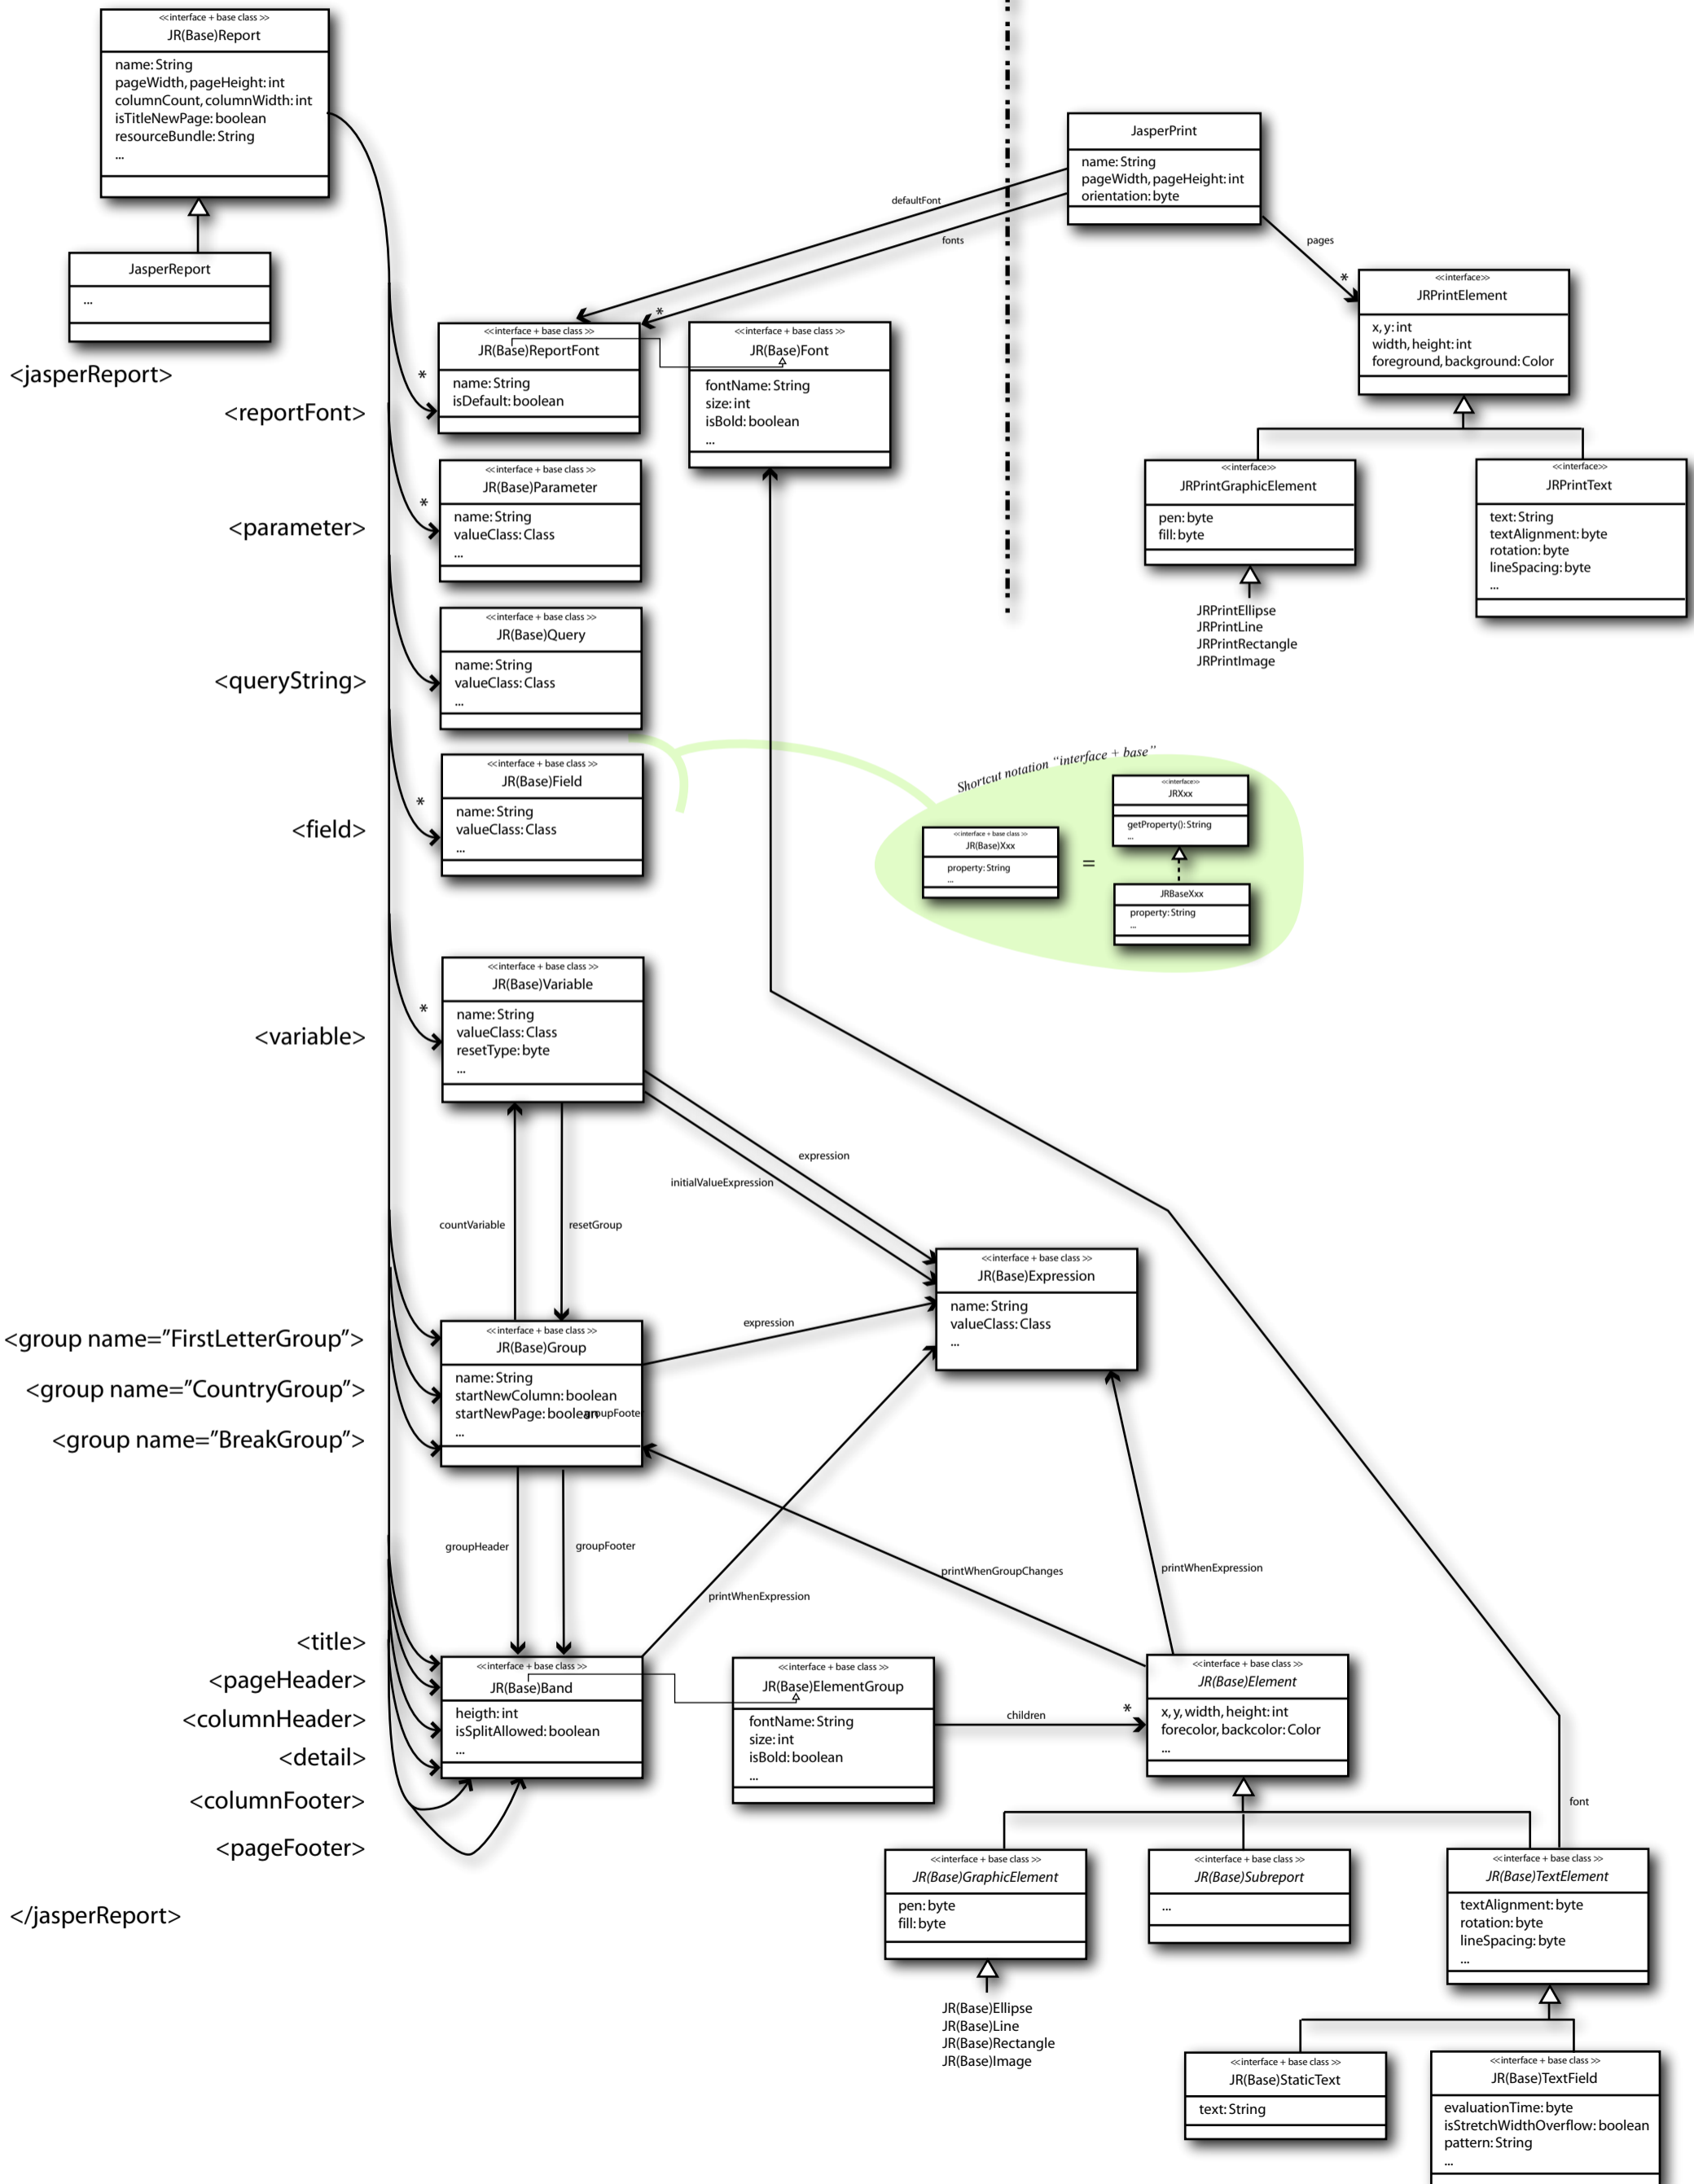 <<interface + base class >>
JR(Base)Report
name: String
pageWidth, pageHeight: int
columnCount, columnWidth: int
isTitleNewPage: boolean
resourceBundle: String
...
JasperReport
...
JasperPrint
name: String
pageWidth, pageHeight: int
orientation: byte
defaultFont
fonts
*
pages
*
<<interface>>
JRPrintElement
x, y: int
width, height: int
foreground, background: Color
<<interface>>
JRPrintGraphicElement
pen: byte
fill: byte
JRPrintEllipse
JRPrintLine
JRPrintRectangle
JRPrintImage
<<interface>>
JRPrintText
text: String
textAlignment: byte
rotation: byte
lineSpacing: byte
...
<jasperReport>
<reportFont>
*
<<interface + base class >>
JR(Base)ReportFont
name: String
isDefault: boolean
<<interface + base class >>
JR(Base)Font
fontName: String
size: int
isBold: boolean
...
<parameter>
*
<<interface + base class >>
JR(Base)Parameter
name: String
valueClass: Class
...
<queryString>
<<interface + base class >>
JR(Base)Query
name: String
valueClass: Class
...
<field>
*
<<interface + base class >>
JR(Base)Field
name: String
valueClass: Class
...
Shortcut notation “interface + base”
<<interface + base class >>
JR(Base)Xxx
property: String
...
=
<<interface>>
JRXxx
getProperty(): String
...
JRBaseXxx
property: String
...
<variable>
*
<<interface + base class >>
JR(Base)Variable
name: String
valueClass: Class
resetType: byte
...
expression
initialValueExpression
countVariable
resetGroup
<<interface + base class >>
JR(Base)Expression
name: String
valueClass: Class
...
<group name=”FirstLetterGroup”>
<group name=”CountryGroup”>
<group name=”BreakGroup”>
<<interface + base class >>
JR(Base)Group
name: String
startNewColumn: boolean
startNewPage: boolean
groupFooter
...
expression
groupHeader
groupFooter
printWhenExpression
printWhenGroupChanges
printWhenExpression
<title>
<pageHeader>
<columnHeader>
<detail>
<columnFooter>
<pageFooter>
</jasperReport>
<<interface + base class >>
JR(Base)Band
heigth: int
isSplitAllowed: boolean
...
<<interface + base class >>
JR(Base)ElementGroup
fontName: String
size: int
isBold: boolean
...
children
*
<<interface + base class >>
JR(Base)Element
x, y, width, height: int
forecolor, backcolor: Color
...
font
<<interface + base class >>
JR(Base)GraphicElement
pen: byte
fill: byte
JR(Base)Ellipse
JR(Base)Line
JR(Base)Rectangle
JR(Base)Image
<<interface + base class >>
JR(Base)Subreport
...
<<interface + base class >>
JR(Base)TextElement
textAlignment: byte
rotation: byte
lineSpacing: byte
...
<<interface + base class >>
JR(Base)StaticText
text: String
<<interface + base class >>
JR(Base)TextField
evaluationTime: byte
isStretchWidthOverflow: boolean
pattern: String
...